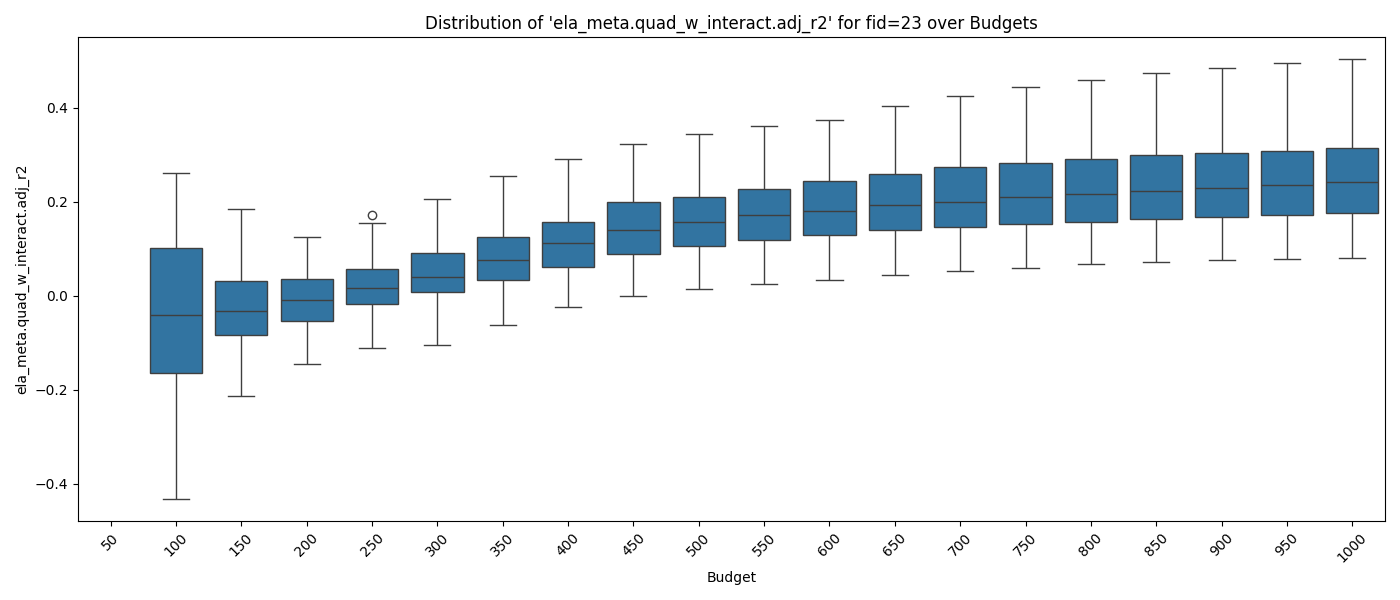 Distribution of 'ela_meta.quad_w_interact.adj_r2' for fid=23 over Budgets
ela_meta.quad_w_interact.adj_r2
0.4
0.2
0.0
−0.2
−0.4
50 100 150 200 250 300 350 400 450 500 550 600 650 700 750 800 850 900 950 1000
Budget